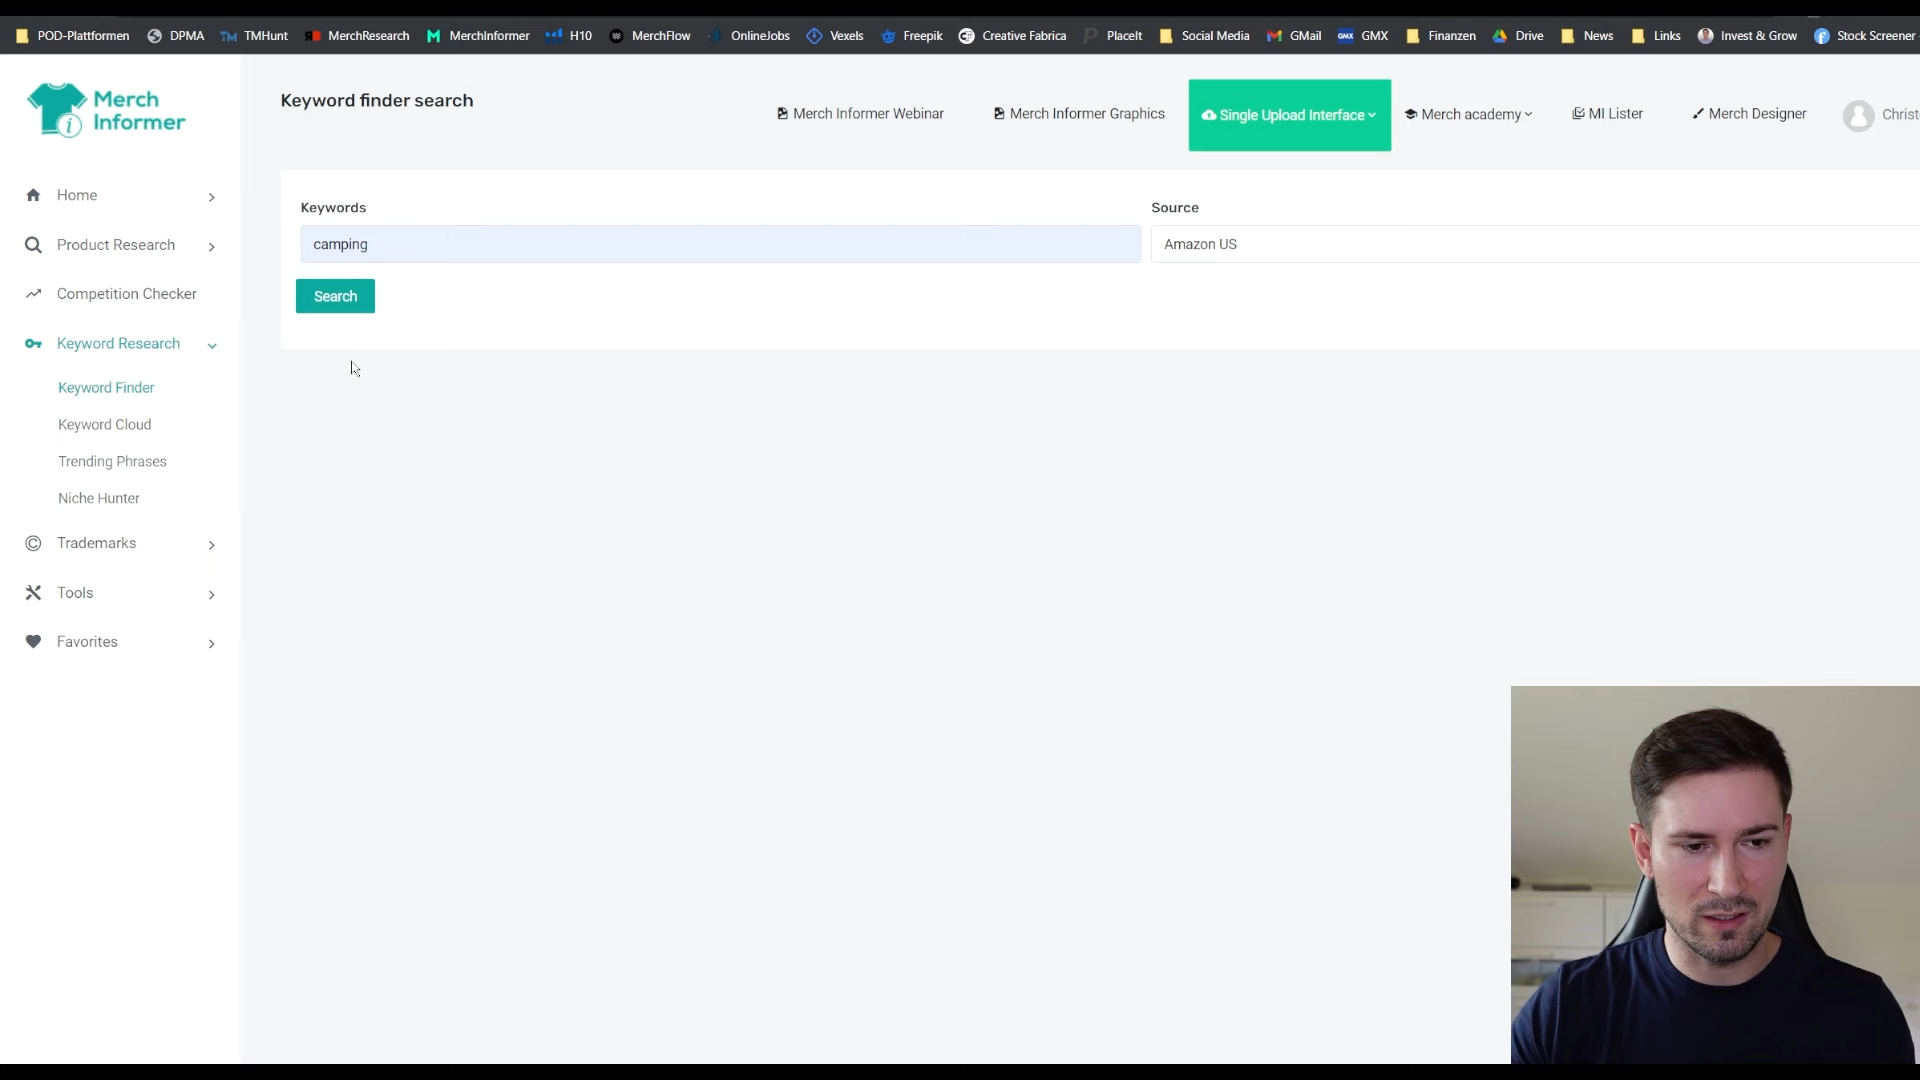 POD-Plattformen DPMA TMHunt MerchResearch MerchInformer H10 MerchFlow OnlineJobs Vexels Freepik Creative Fabrica PlaceIt Social Media GMail GMX Finanzen Drive News Links Invest & Grow Stock Screener
Merch
Informer
Keyword finder search
Merch Informer Webinar
Merch Informer Graphics
Single Upload Interface
Merch academy
MI Lister
Merch Designer
Christ
Home
Product Research
Competition Checker
Keyword Research
Keyword Finder
Keyword Cloud
Trending Phrases
Niche Hunter
Trademarks
Tools
Favorites
Keywords
camping
Source
Amazon US
Search